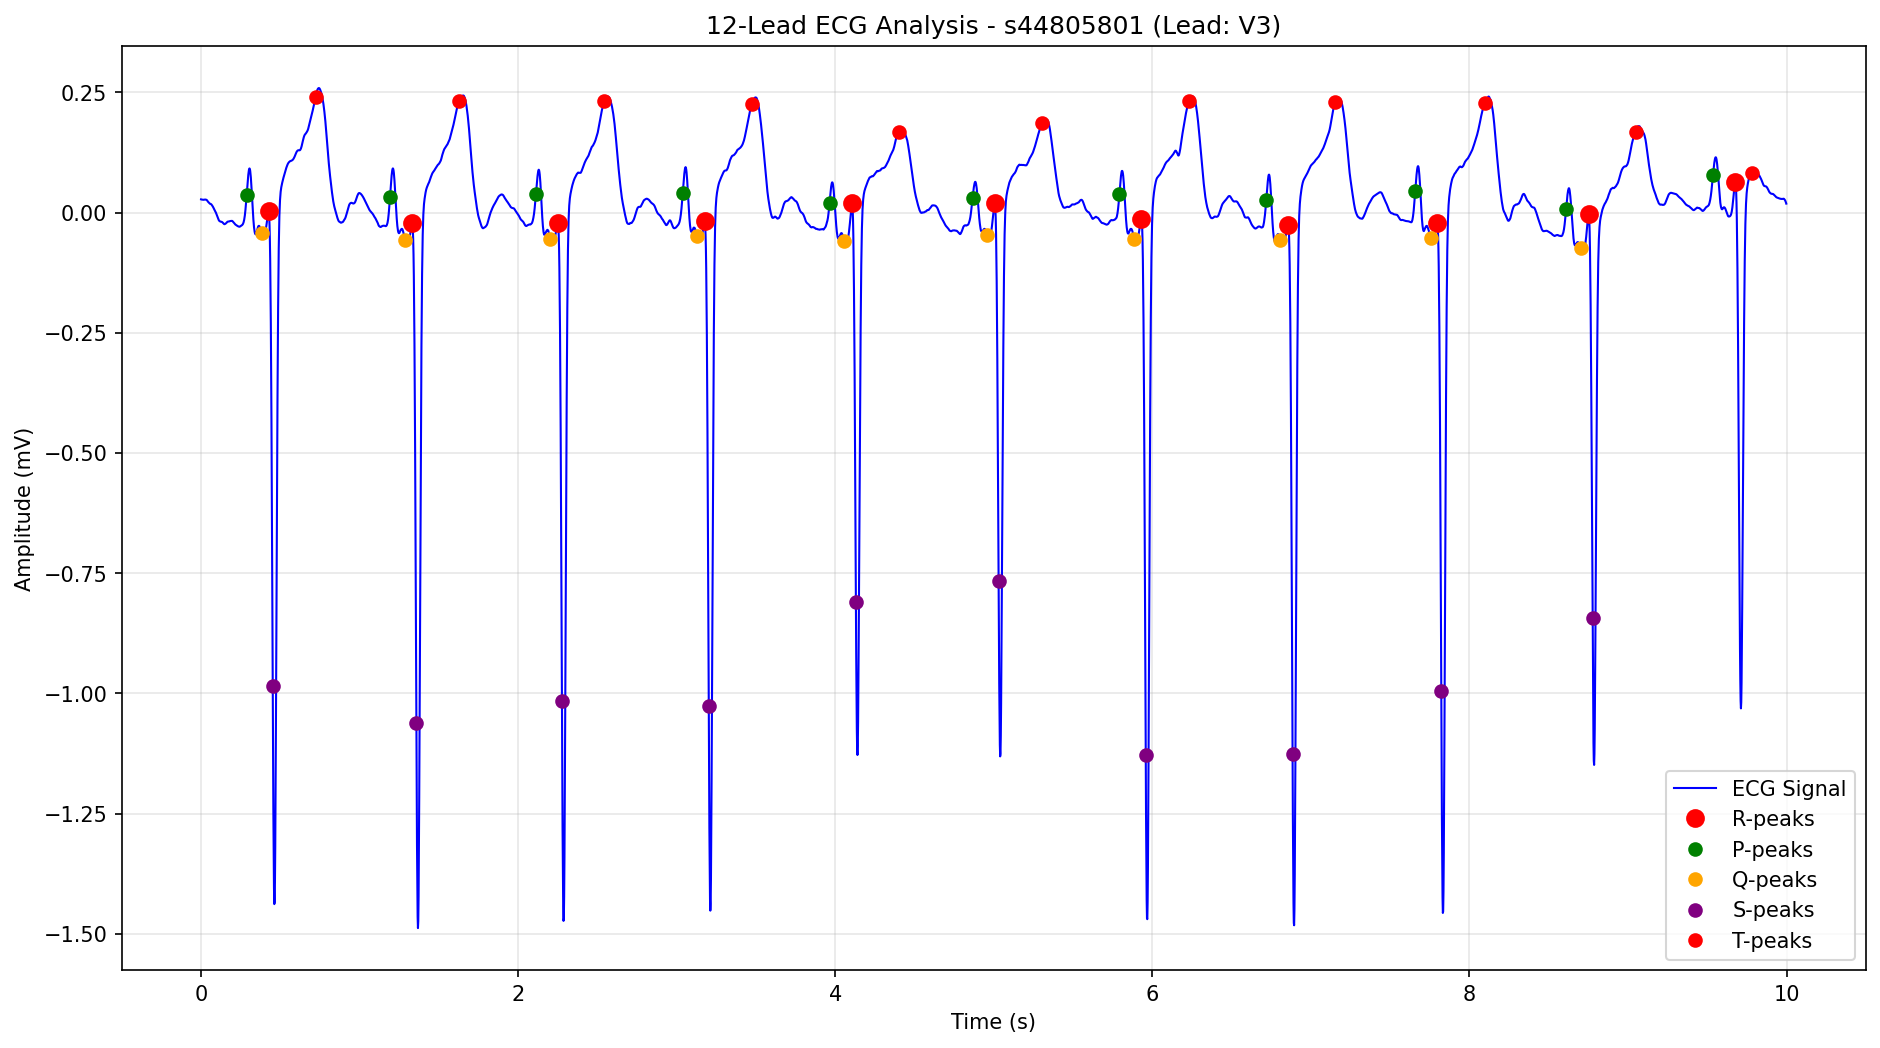 12-Lead ECG Analysis - s44805801 (Lead: V3)
0.25
0.00
−0.25
−0.50
−0.75
−1.00
−1.25
−1.50
Amplitude (mV)
0 2 4 6 8 10
Time (s)
ECG Signal
R-peaks
P-peaks
Q-peaks
S-peaks
T-peaks